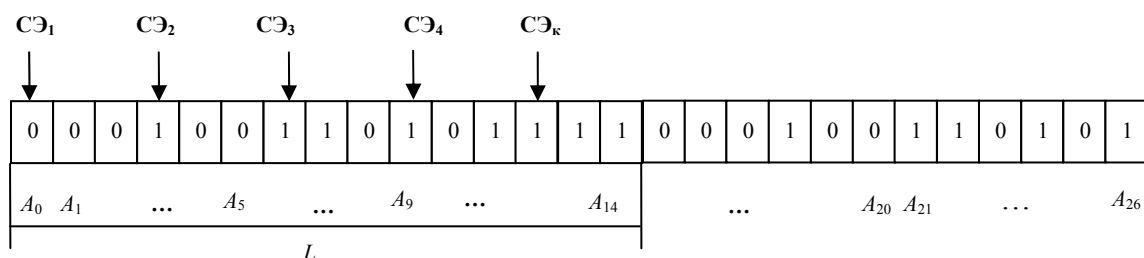 СЭ₁ СЭ₂ СЭ₃ СЭ₄ СЭₖ
0 0 0 1 0 0 1 1 0 1 0 1 1 1 1 0 0 0 1 0 0 1 1 0 1 0 1
A₀ A₁ ... A₅ ... A₉ ... A₁₄ ... A₂₀ A₂₁ ... A₂₆
L